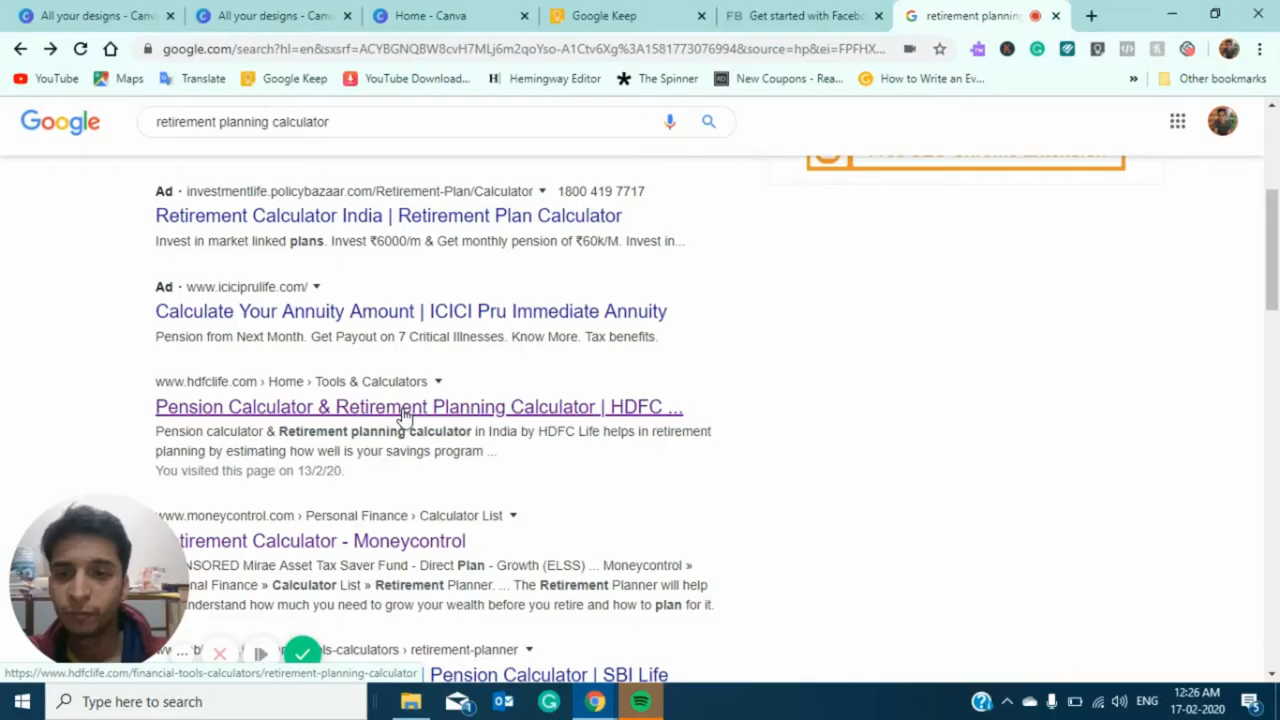 All your designs - Canva
All your designs - Canva
Home - Canva
Google Keep
FB Get started with Facebo
retirement planning
google.com/search?hl=en&sxsrf=ACYBGNQBW8cvH7MLj6m2qoYso-A1Ctv6Xg%3A1581773076994&source=hp&ei=FPFHX...
YouTube
Maps
Translate
Google Keep
YouTube Download...
H Hemingway Editor
The Spinner
New Coupons - Rea...
How to Write an Ev...
»
Other bookmarks
Google
retirement planning calculator
Ad · investmentlife.policybazaar.com/Retirement-Plan/Calculator 1800 419 7717
Retirement Calculator India | Retirement Plan Calculator
Invest in market linked plans. Invest ₹6000/m & Get monthly pension of ₹60k/M. Invest in...
Ad · www.iciciprulife.com/
Calculate Your Annuity Amount | ICICI Pru Immediate Annuity
Pension from Next Month. Get Payout on 7 Critical Illnesses. Know More. Tax benefits.
www.hdfclife.com › Home › Tools & Calculators
Pension Calculator & Retirement Planning Calculator | HDFC ...
Pension calculator & Retirement planning calculator in India by HDFC Life helps in retirement
planning by estimating how well is your savings program ...
You visited this page on 13/2/20.
www.moneycontrol.com › Personal Finance › Calculator List
tirement Calculator - Moneycontrol
NSORED Mirae Asset Tax Saver Fund - Direct Plan - Growth (ELSS) ... Moneycontrol »
nal Finance » Calculator List » Retirement Planner. ... The Retirement Planner will help
understand how much you need to grow your wealth before you retire and how to plan for it.
ls-calculators › retirement-planner
| Pension Calculator | SBI Life
https://www.hdfclife.com/financial-tools-calculators/retirement-planning-calculator
Type here to search
ENG
12:26 AM
17-02-2020